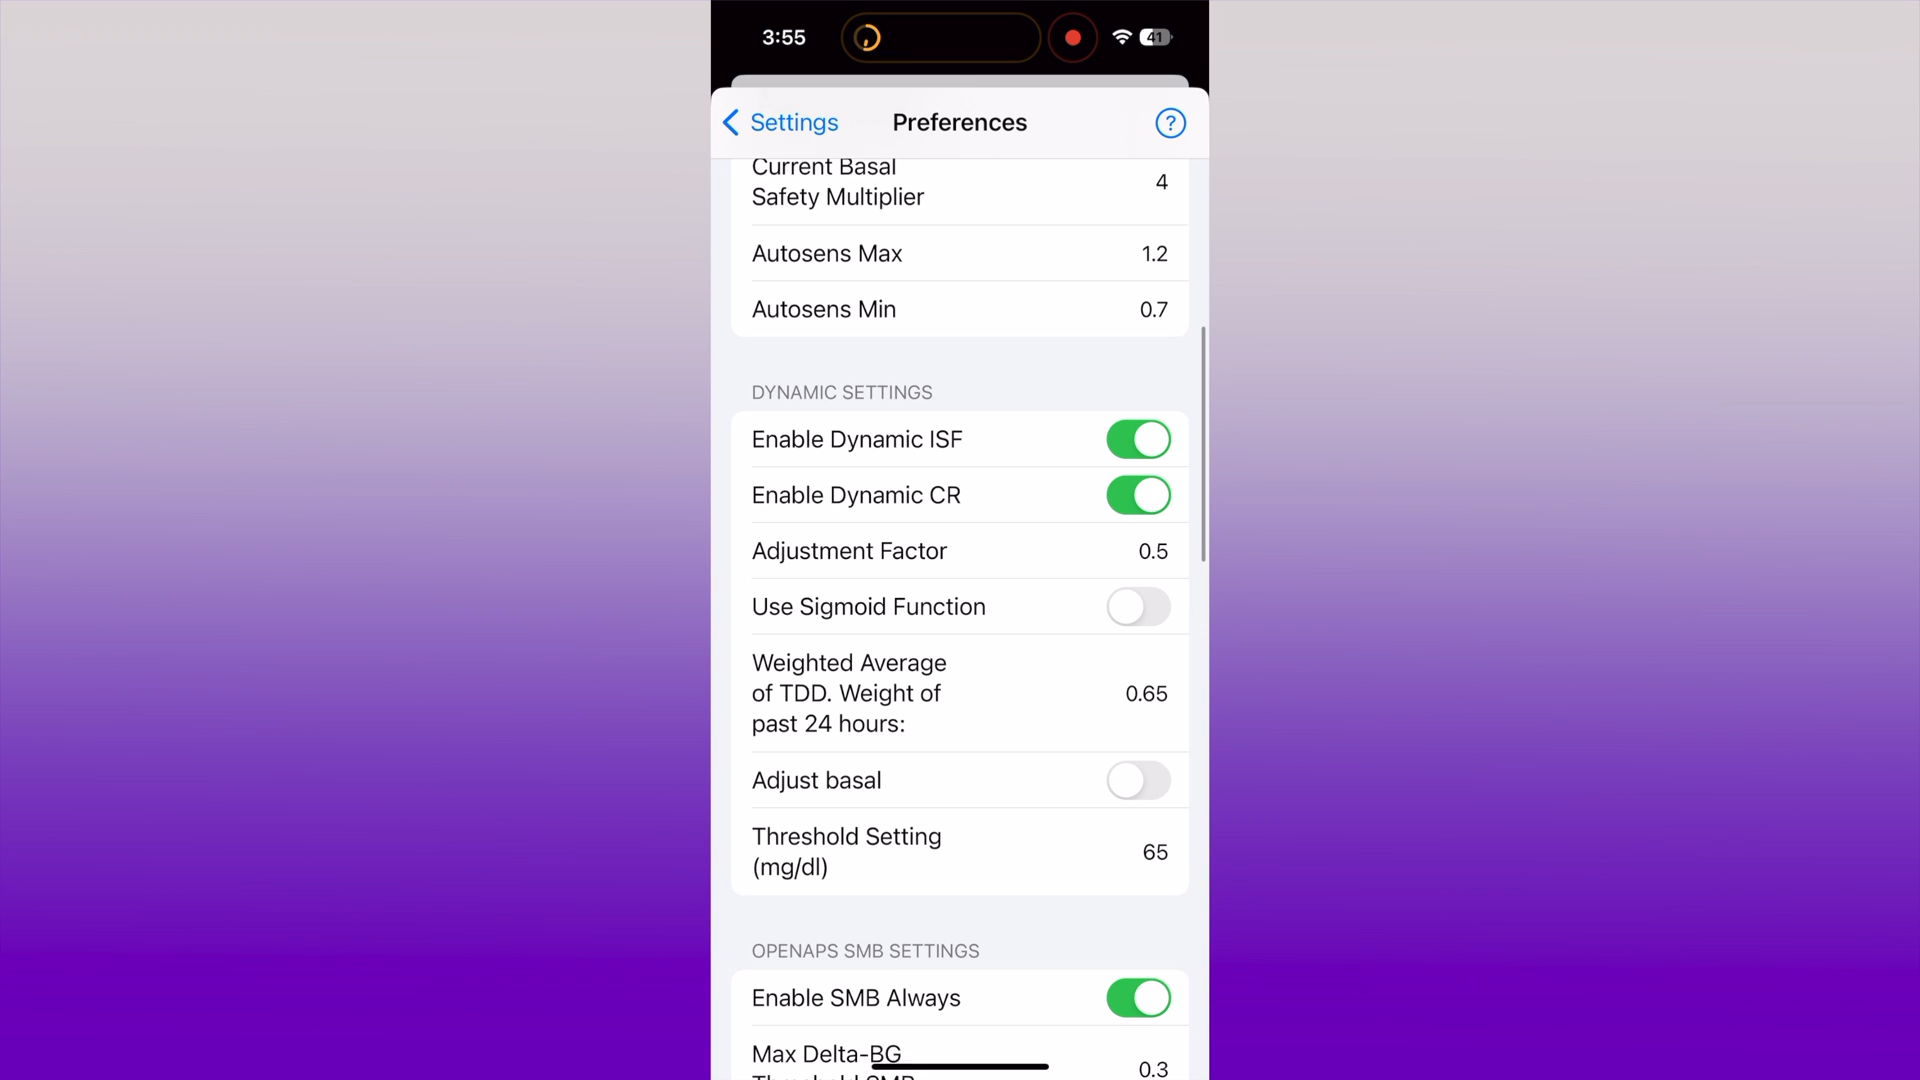 3:55
41
Settings
Preferences
?
Current Basal
Safety Multiplier
4
Autosens Max
1.2
Autosens Min
0.7
DYNAMIC SETTINGS
Enable Dynamic ISF
Enable Dynamic CR
Adjustment Factor
0.5
Use Sigmoid Function
Weighted Average
of TDD. Weight of
past 24 hours:
0.65
Adjust basal
Threshold Setting
(mg/dl)
65
OPENAPS SMB SETTINGS
Enable SMB Always
Max Delta-BG
Threshold SMB
0.3